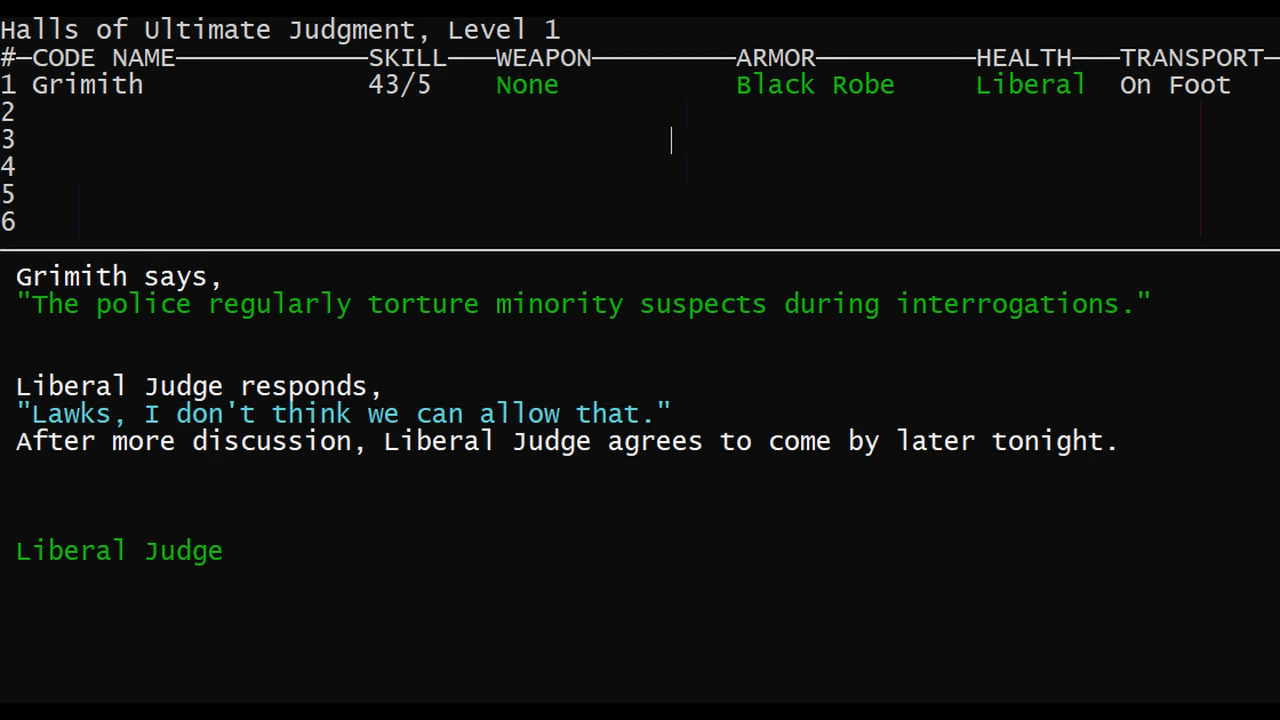 Halls of Ultimate Judgment, Level 1
#—CODE NAME————————————SKILL———WEAPON—————————ARMOR——————————HEALTH———TRANSPORT—
1 Grimith 43/5 None Black Robe Liberal On Foot
2
3
4
5
6
Grimith says,
"The police regularly torture minority suspects during interrogations."
Liberal Judge responds,
"Lawks, I don't think we can allow that."
After more discussion, Liberal Judge agrees to come by later tonight.
Liberal Judge